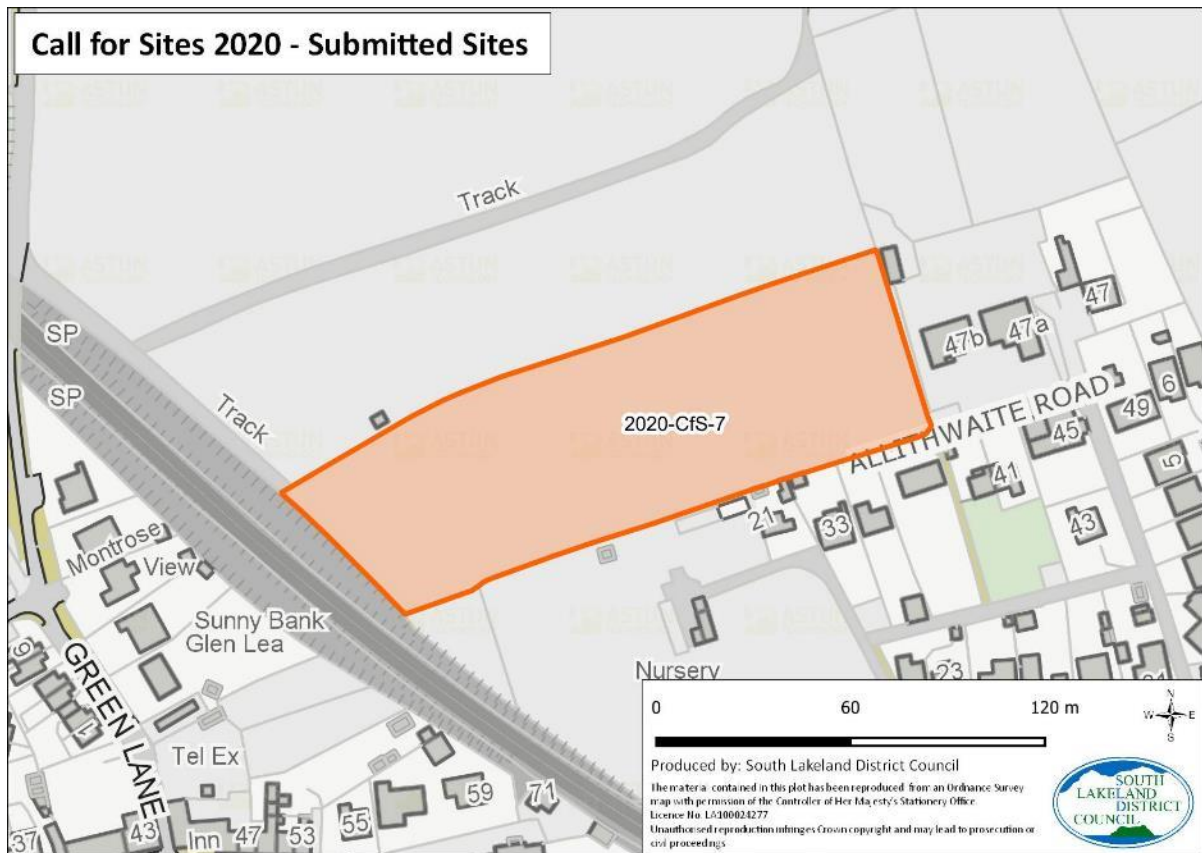 Call for Sites 2020 - Submitted Sites
Track
47
47a
47b
SP
SP
Track
2020-CfS-7
ALLITHWAITE ROAD
6
49
45
5
41
21
33
43
Montrose
View
Sunny Bank
Glen Lea
9
1
GREEN LANE
Nursery
23
Tel Ex
59
71
55
37
43
Inn
47
53
0 60 120 m
N
W E
S
Produced by: South Lakeland District Council
The material contained in this plot has been reproduced from an Ordnance Survey
map with permission of the Controller of Her Majesty's Stationery Office.
Licence No. LA100024277
Unauthorised reproduction infringes Crown copyright and may lead to prosecution or
civil proceedings
SOUTH
LAKELAND
DISTRICT
COUNCIL